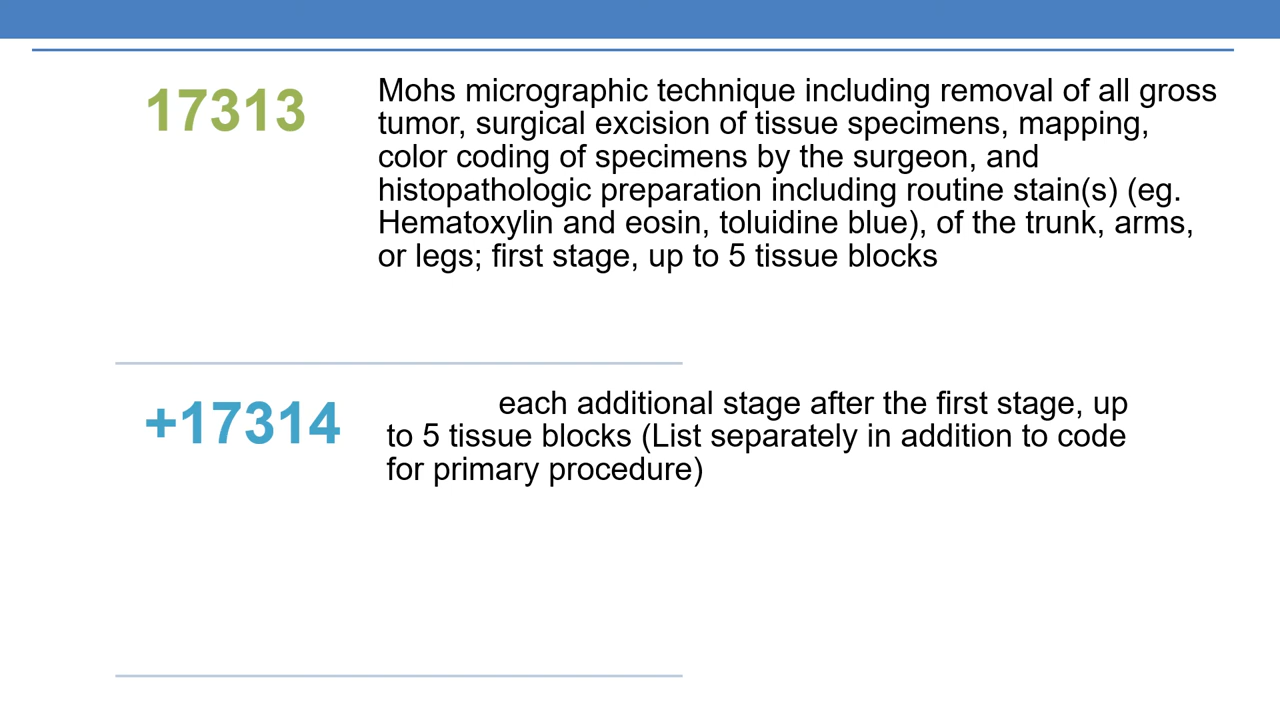 17313
Mohs micrographic technique including removal of all gross
tumor, surgical excision of tissue specimens, mapping,
color coding of specimens by the surgeon, and
histopathologic preparation including routine stain(s) (eg.
Hematoxylin and eosin, toluidine blue), of the trunk, arms,
or legs; first stage, up to 5 tissue blocks
+17314
each additional stage after the first stage, up
to 5 tissue blocks (List separately in addition to code
for primary procedure)